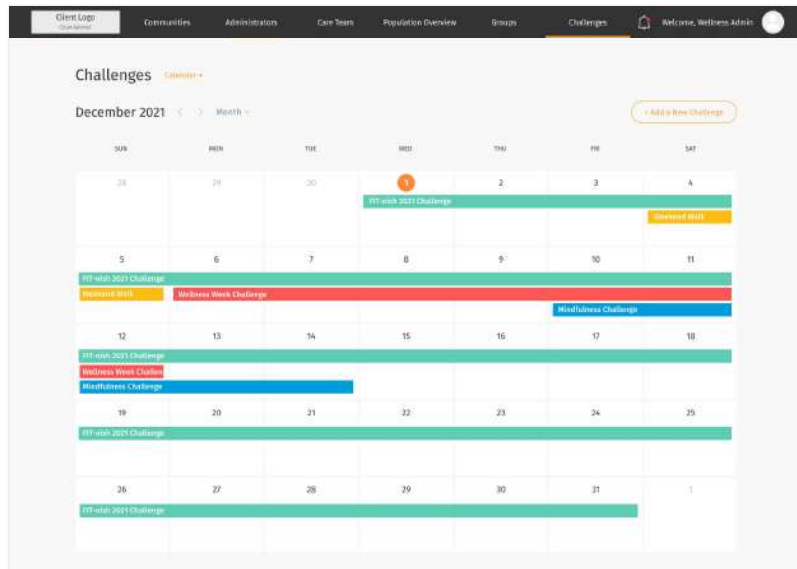 Client Logo
Communities Administrators Care Team Population Overview Groups Challenges Welcome, Wellness Admin
Challenges Calendar
December 2021 Month
+ Add a New Challenge
SUN MON TUE WED THU FRI SAT
28 29 30 1 2 3 4
FIT-nish 2021 Challenge
Weekend Walk
5 6 7 8 9 10 11
FIT-nish 2021 Challenge
Weekend Walk Wellness Week Challenge
Mindfulness Challenge
12 13 14 15 16 17 18
FIT-nish 2021 Challenge
Wellness Week Challen
Mindfulness Challenge
19 20 21 22 23 24 25
FIT-nish 2021 Challenge
26 27 28 29 30 31 1
FIT-nish 2021 Challenge